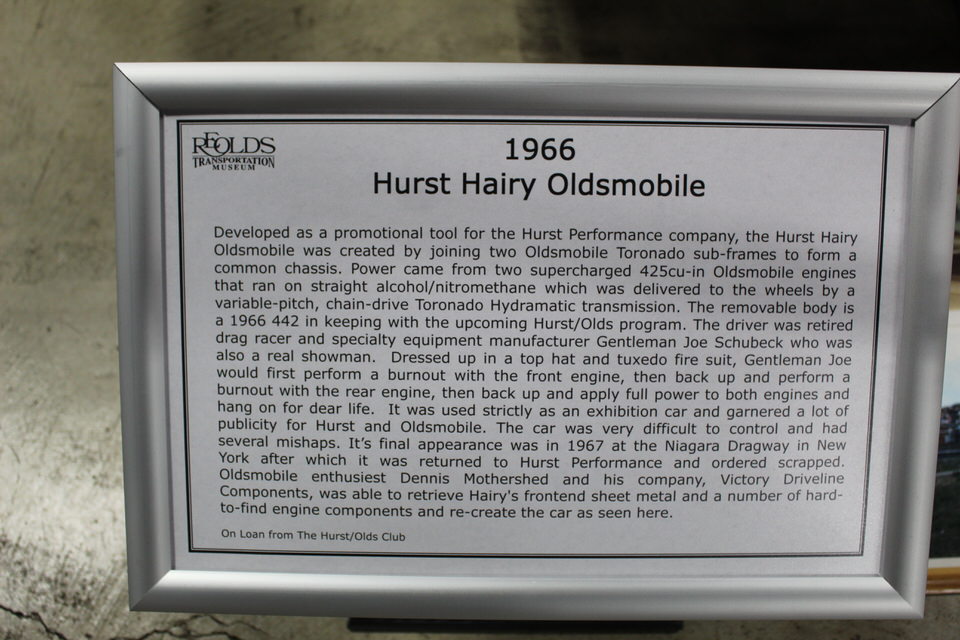 REOLDS
TRANSPORTATION
MUSEUM
1966
Hurst Hairy Oldsmobile
Developed as a promotional tool for the Hurst Performance company, the Hurst Hairy
Oldsmobile was created by joining two Oldsmobile Toronado sub-frames to form a
common chassis. Power came from two supercharged 425cu-in Oldsmobile engines
that ran on straight alcohol/nitromethane which was delivered to the wheels by a
variable-pitch, chain-drive Toronado Hydramatic transmission. The removable body is
a 1966 442 in keeping with the upcoming Hurst/Olds program. The driver was retired
drag racer and specialty equipment manufacturer Gentleman Joe Schubeck who was
also a real showman. Dressed up in a top hat and tuxedo fire suit, Gentleman Joe
would first perform a burnout with the front engine, then back up and perform a
burnout with the rear engine, then back up and apply full power to both engines and
hang on for dear life. It was used strictly as an exhibition car and garnered a lot of
publicity for Hurst and Oldsmobile. The car was very difficult to control and had
several mishaps. It's final appearance was in 1967 at the Niagara Dragway in New
York after which it was returned to Hurst Performance and ordered scrapped.
Oldsmobile enthusiest Dennis Mothershed and his company, Victory Driveline
Components, was able to retrieve Hairy's frontend sheet metal and a number of hard-
to-find engine components and re-create the car as seen here.
On Loan from The Hurst/Olds Club